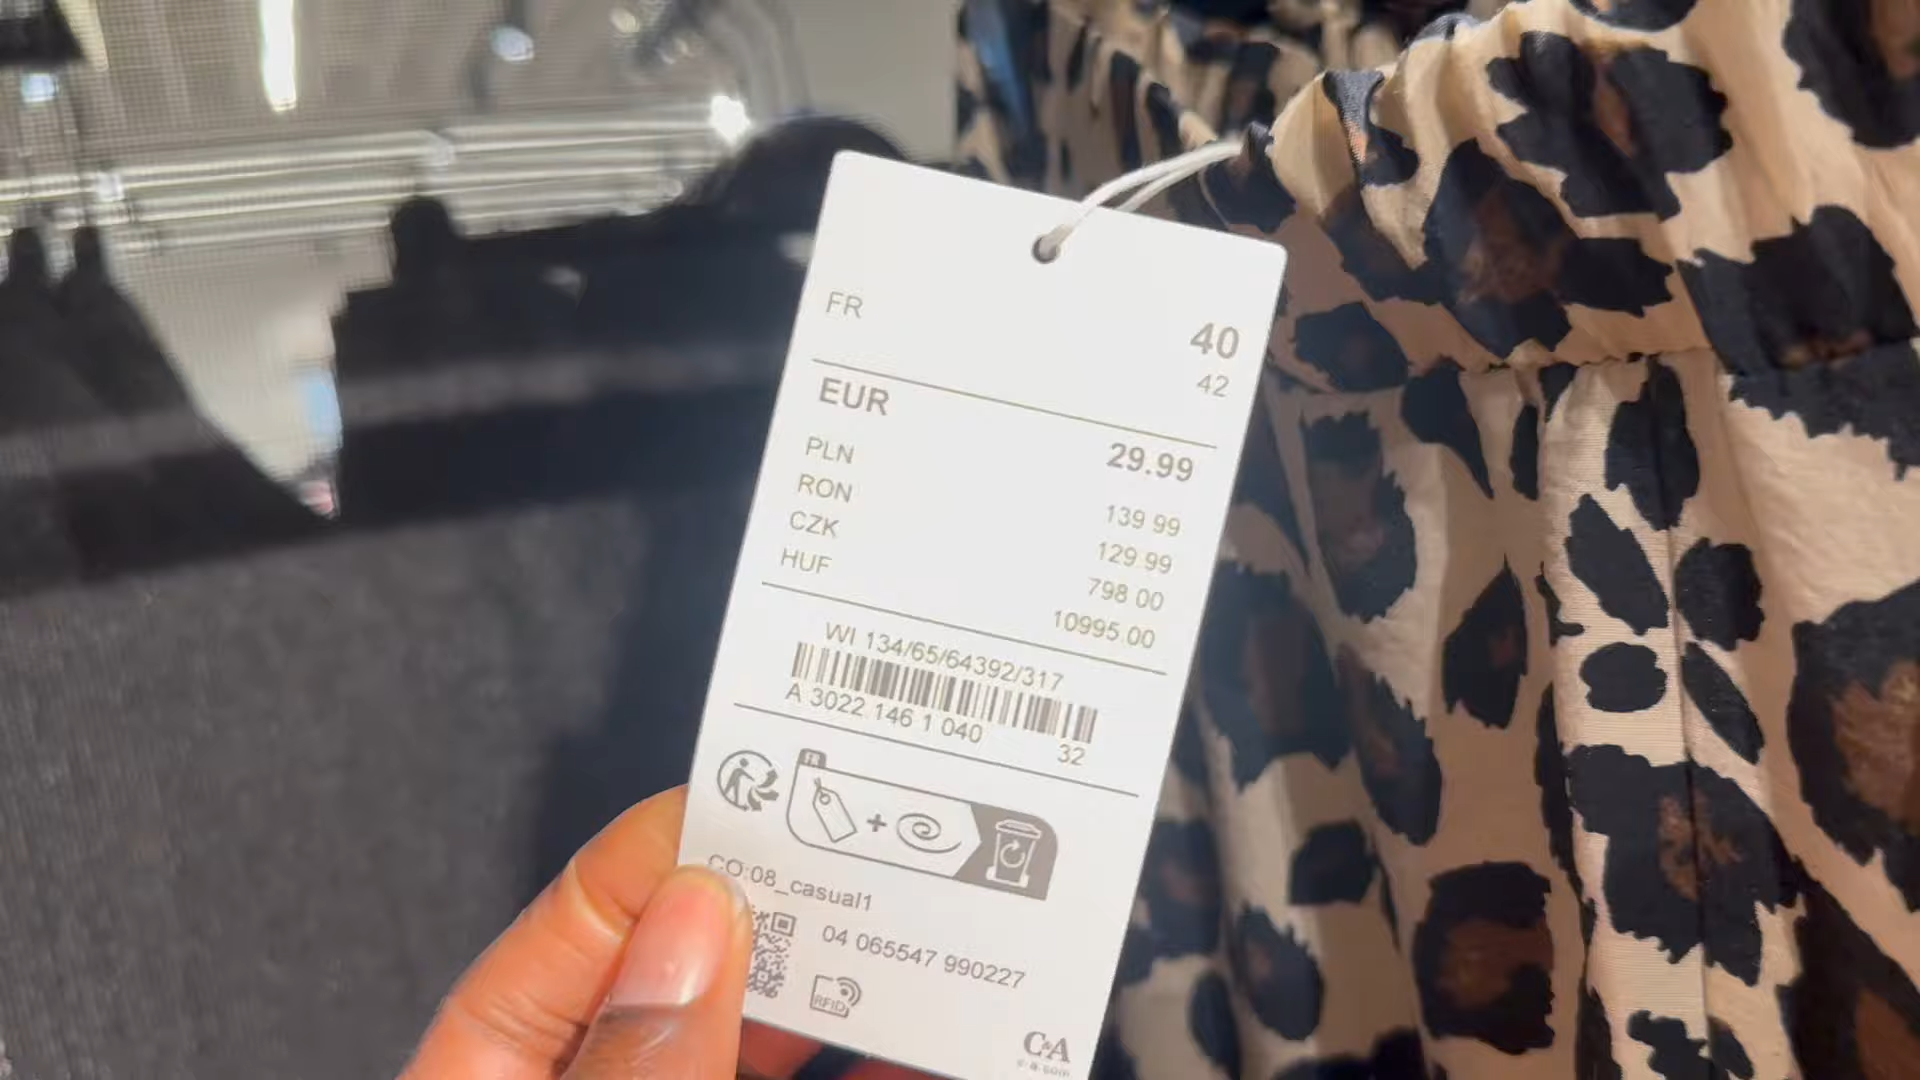 40
FR 42
EUR 29.99
PLN 139.99
RON 129.99
CZK 798.00
HUF 10995.00
WI 134/65/64392/317
A 3022 146 1 040 32
FR
+
CO:08_casual1
04 065547 990227
RFID
C&A